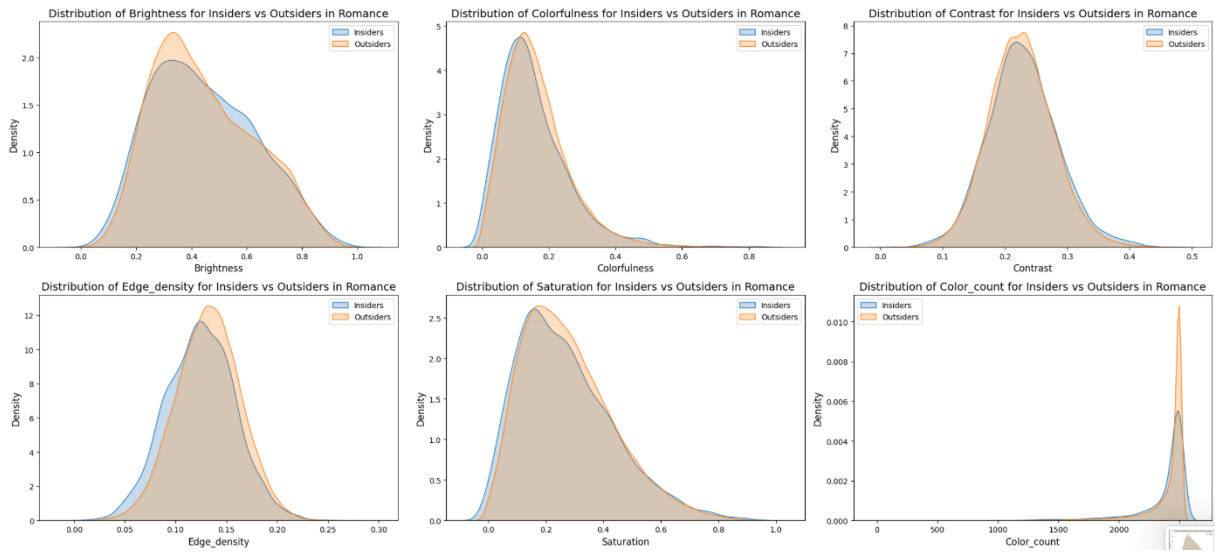 Distribution of Brightness for Insiders vs Outsiders in Romance
Insiders
Outsiders
Density
2.0
1.5
1.0
0.5
0.0
0.0 0.2 0.4 0.6 0.8 1.0
Brightness
Distribution of Colorfulness for Insiders vs Outsiders in Romance
Insiders
Outsiders
Density
5
4
3
2
1
0
0.0 0.2 0.4 0.6 0.8
Colorfulness
Distribution of Contrast for Insiders vs Outsiders in Romance
Insiders
Outsiders
Density
8
7
6
5
4
3
2
1
0
0.0 0.1 0.2 0.3 0.4 0.5
Contrast
Distribution of Edge_density for Insiders vs Outsiders in Romance
Insiders
Outsiders
Density
12
10
8
6
4
2
0
0.00 0.05 0.10 0.15 0.20 0.25 0.30
Edge_density
Distribution of Saturation for Insiders vs Outsiders in Romance
Insiders
Outsiders
Density
2.5
2.0
1.5
1.0
0.5
0.0
0.0 0.2 0.4 0.6 0.8 1.0
Saturation
Distribution of Color_count for Insiders vs Outsiders in Romance
Insiders
Outsiders
Density
0.010
0.008
0.006
0.004
0.002
0.000
0 500 1000 1500 2000
Color_count